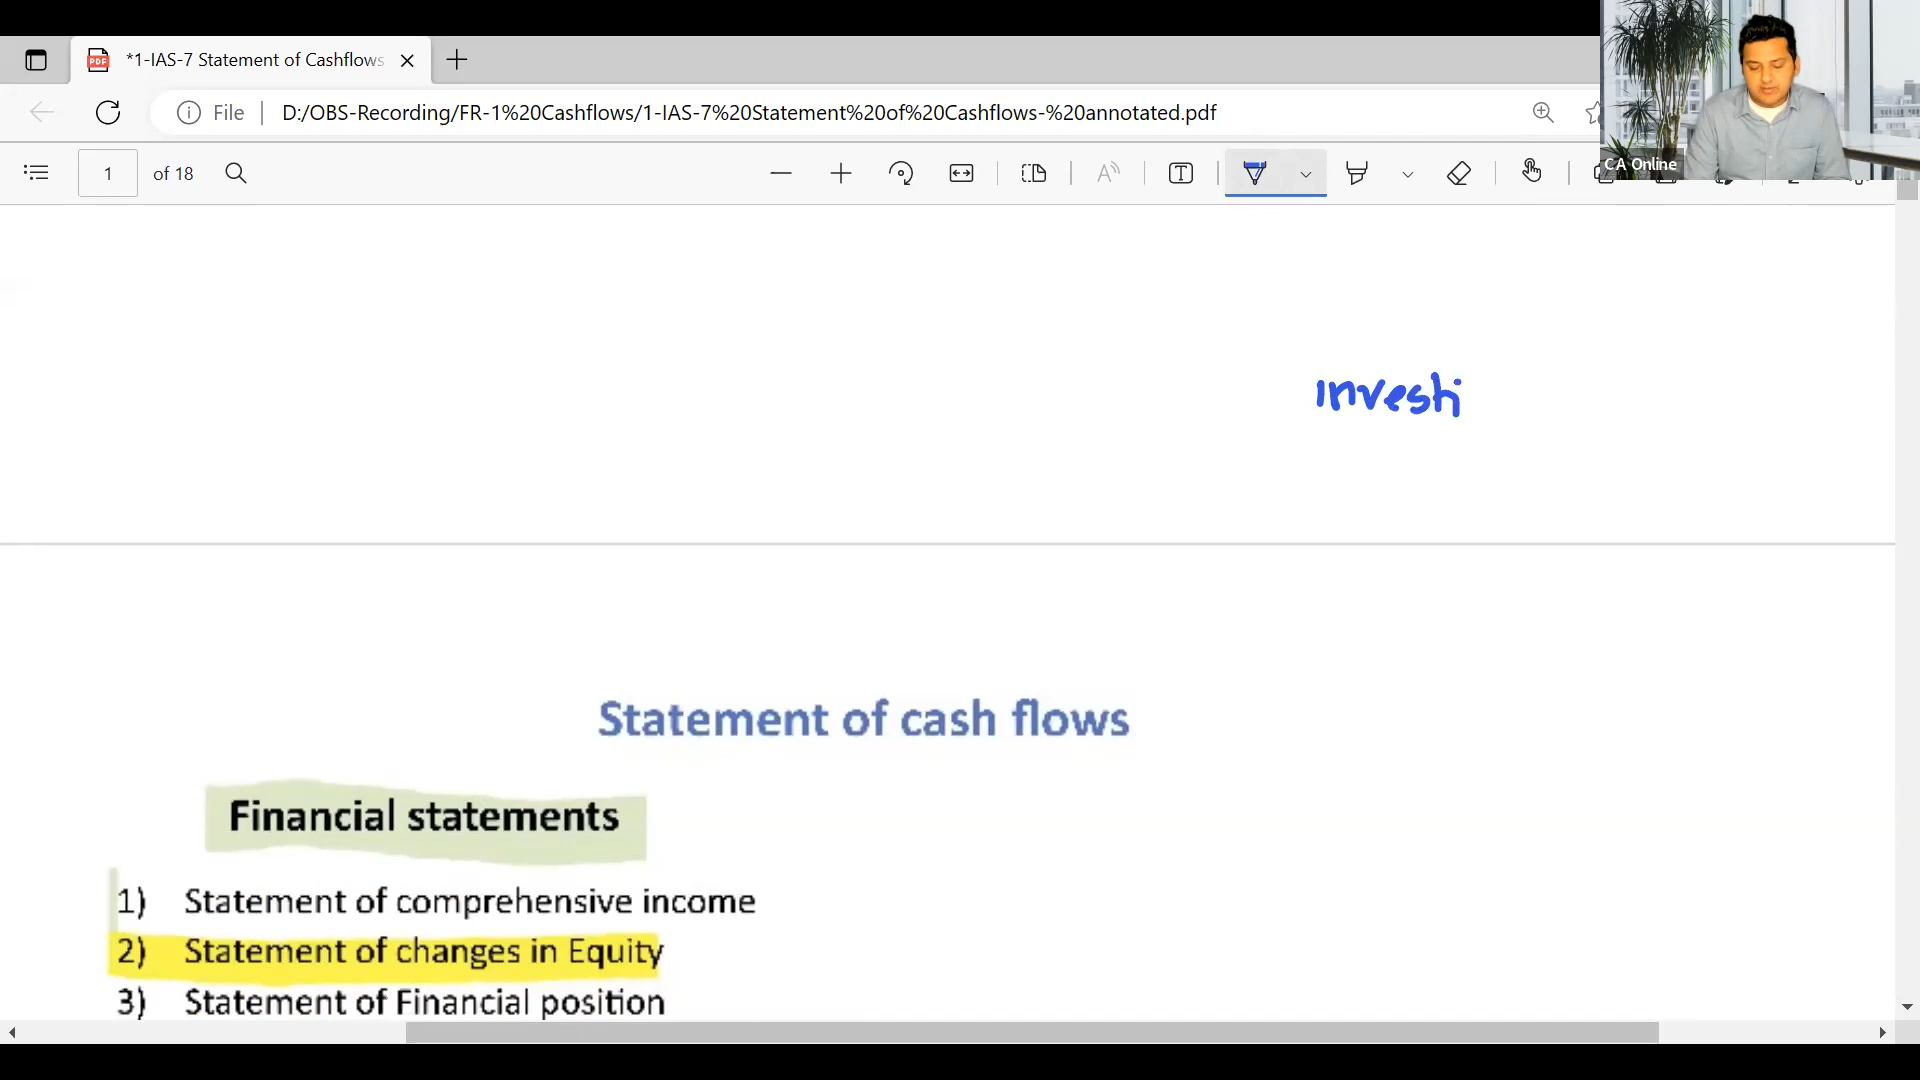 *1-IAS-7 Statement of Cashflows
File
D:/OBS-Recording/FR-1%20Cashflows/1-IAS-7%20Statement%20of%20Cashflows-%20annotated.pdf
CA Online
1 of 18
investi
Statement of cash flows
Financial statements
1) Statement of comprehensive income
2) Statement of changes in Equity
3) Statement of Financial position